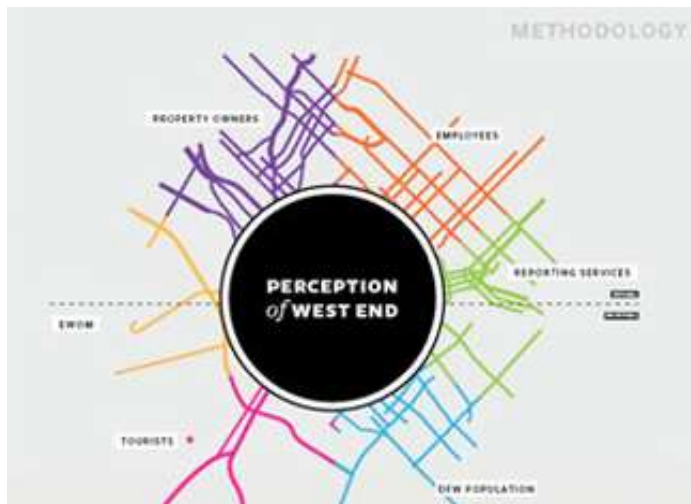 METHODOLOGY
PROPERTY OWNERS
EMPLOYEES
REPORTING SERVICES
PERCEPTION
of WEST END
EWOM
TOURISTS
DFW POPULATION